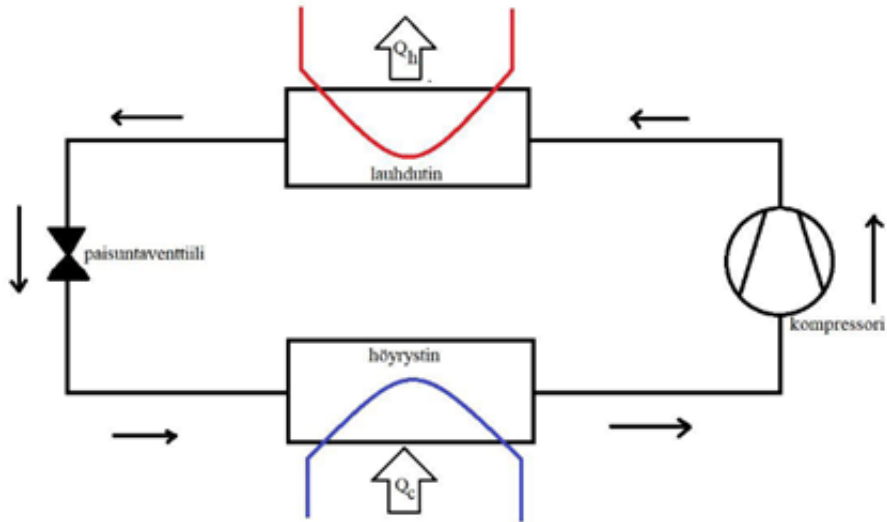 Qh
lauhdutin
paisuntaventtiili
kompressori
höyrystin
Qc